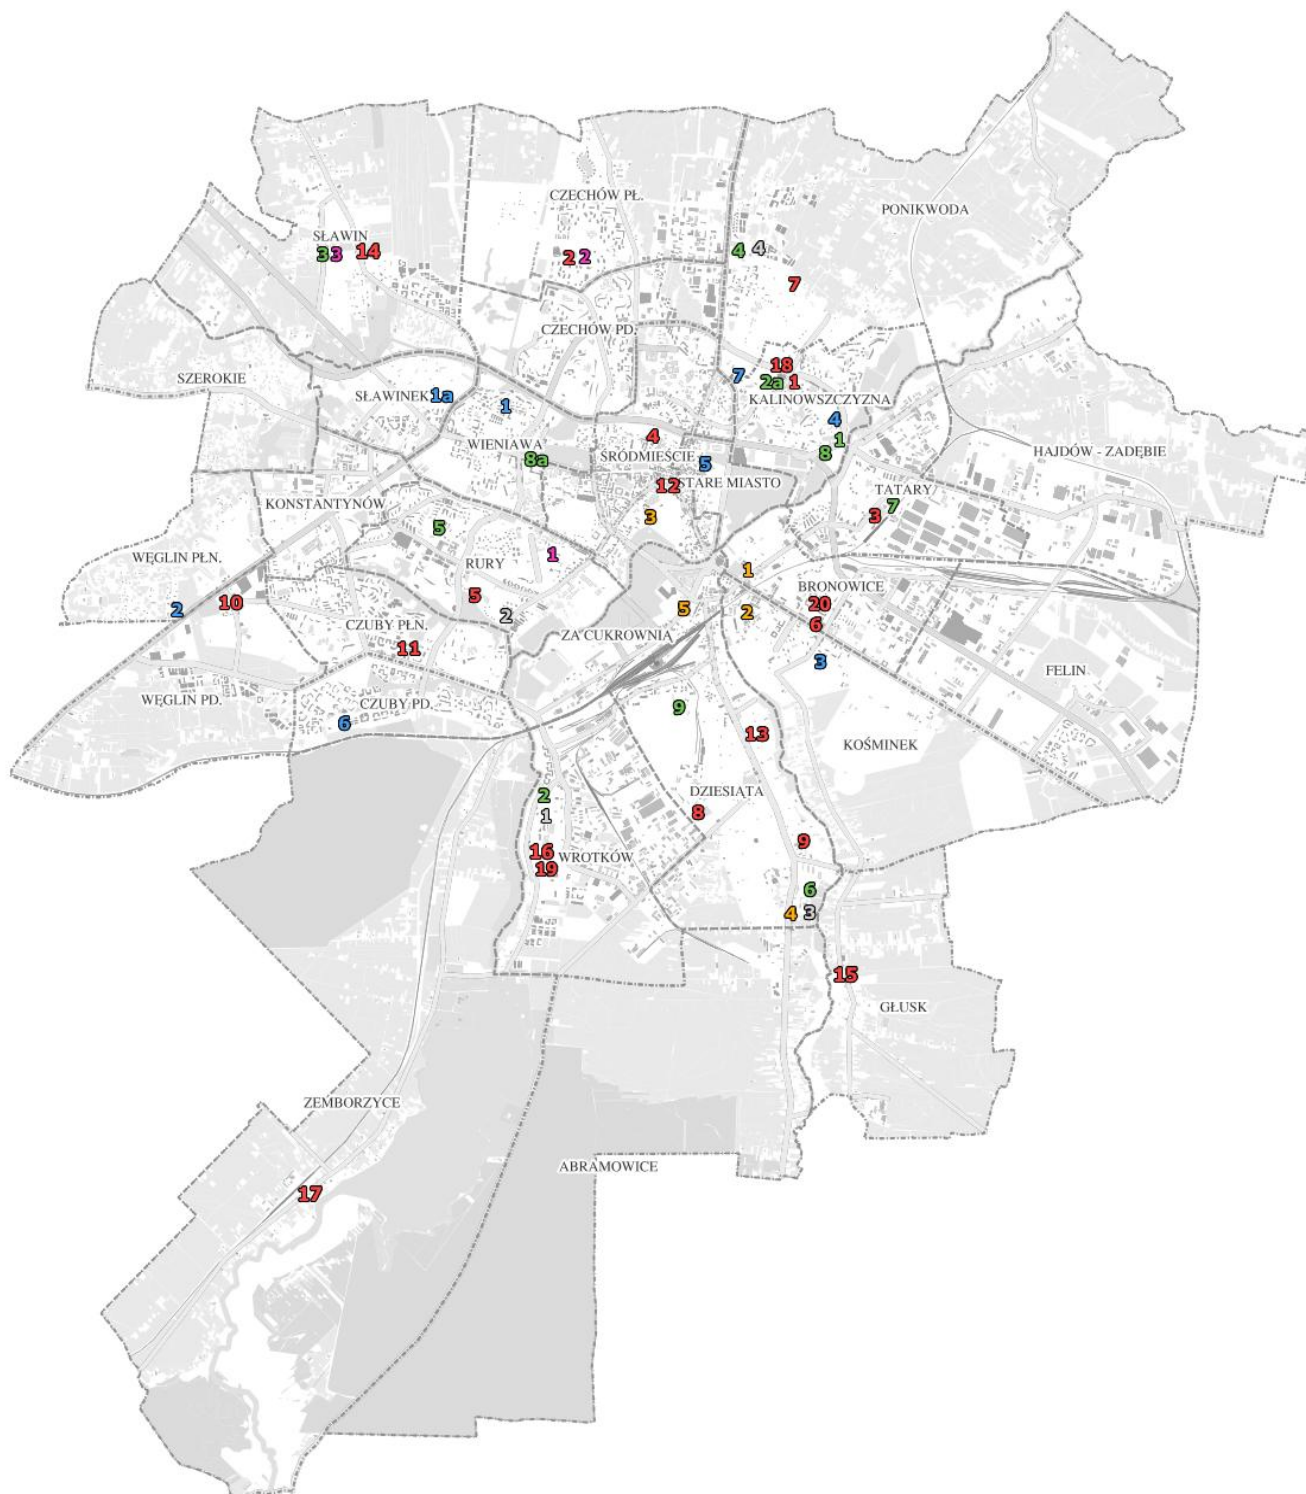 CZECHÓW PŁ.
PONIKWODA
SŁAWIN
3 3 14
4 4
2 2
7
CZECHÓW PD.
18
SZEROKIE
7
2a 1
SŁAWINEK 1a
KALINOWSZCZYZNA
1
4
4
1
WIENIAWA
8
HAJDÓW - ZADĘBIE
8a
ŚRÓDMIEŚCIE
5
12 STARE MIASTO
TATARY
KONSTANTYNÓW
7
3
3
5
WĘGLIN PŁN.
1
RURY
1
BRONOWICE
5
10
20
2
5
2
2
CZUBY PŁN.
6
ZA CUKROWNIĄ
11
3
FELIN
WĘGLIN PD.
CZUBY PD.
9
6
13
KOŚMINEK
DZIESIĄTA
2
8
1
9
16 WROTKÓW
19
6
4 3
15
GŁUSK
ZEMBORZYCE
ABRAMOWICE
17